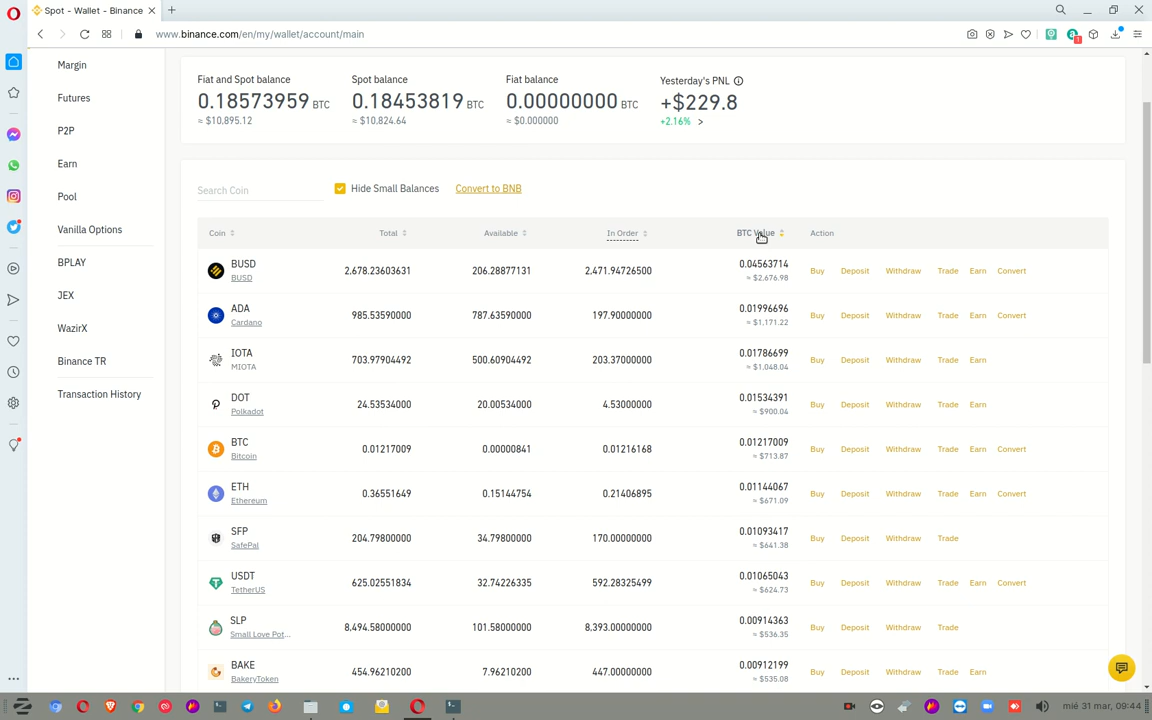 Spot - Wallet - Binance
www.binance.com/en/my/wallet/account/main
Margin
Futures
P2P
Earn
Pool
Vanilla Options
BPLAY
JEX
WazirX
Binance TR
Transaction History
Fiat and Spot balance Spot balance Fiat balance Yesterday's PNL
0.18573959 BTC 0.18453819 BTC 0.00000000 BTC +$229.8
≈ $10,895.12 ≈ $10,824.64 ≈ $0.000000 +2.16% >
Search Coin Hide Small Balances Convert to BNB
Coin Total Available In Order BTC Value Action
BUSD 2.678.23603631 206.28877131 2,471.94726500 0.04563714 Buy Deposit Withdraw Trade Earn Convert
BUSD ≈ $2,676.98
ADA 985.53590000 787.63590000 197.90000000 0.01996696 Buy Deposit Withdraw Trade Earn Convert
Cardano ≈ $1,171.22
IOTA 703.97904492 500.60904492 203.37000000 0.01786699 Buy Deposit Withdraw Trade Earn
MIOTA ≈ $1,048.04
DOT 24.53534000 20.00534000 4.53000000 0.01534391 Buy Deposit Withdraw Trade Earn
Polkadot ≈ $900.04
BTC 0.01217009 0.00000841 0.01216168 0.01217009 Buy Deposit Withdraw Trade Earn Convert
Bitcoin ≈ $713.87
ETH 0.36551649 0.15144754 0.21406895 0.01144067 Buy Deposit Withdraw Trade Earn Convert
Ethereum ≈ $671.09
SFP 204.79800000 34.79800000 170.00000000 0.01093417 Buy Deposit Withdraw Trade
SafePal ≈ $641.38
USDT 625.02551834 32.74226335 592.28325499 0.01065043 Buy Deposit Withdraw Trade Earn Convert
TetherUS ≈ $624.73
SLP 8,494.58000000 101.58000000 8,393.00000000 0.00914363 Buy Deposit Withdraw Trade
Small Love Pot... ≈ $536.35
BAKE 454.96210200 7.96210200 447.00000000 0.00912199 Buy Deposit Withdraw Trade Earn
BakeryToken ≈ $535.08
mié 31 mar, 09:44